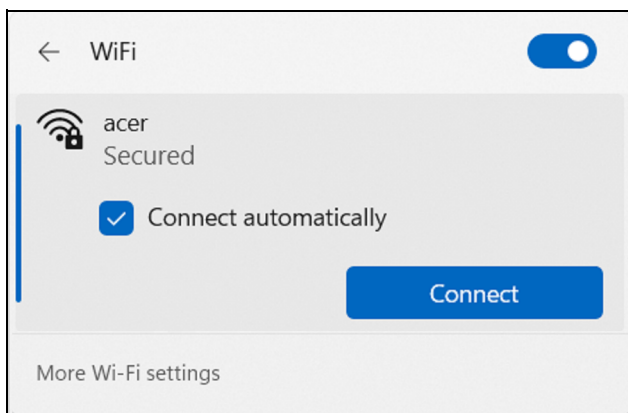 WiFi
acer
Secured
Connect automatically
Connect
More Wi-Fi settings